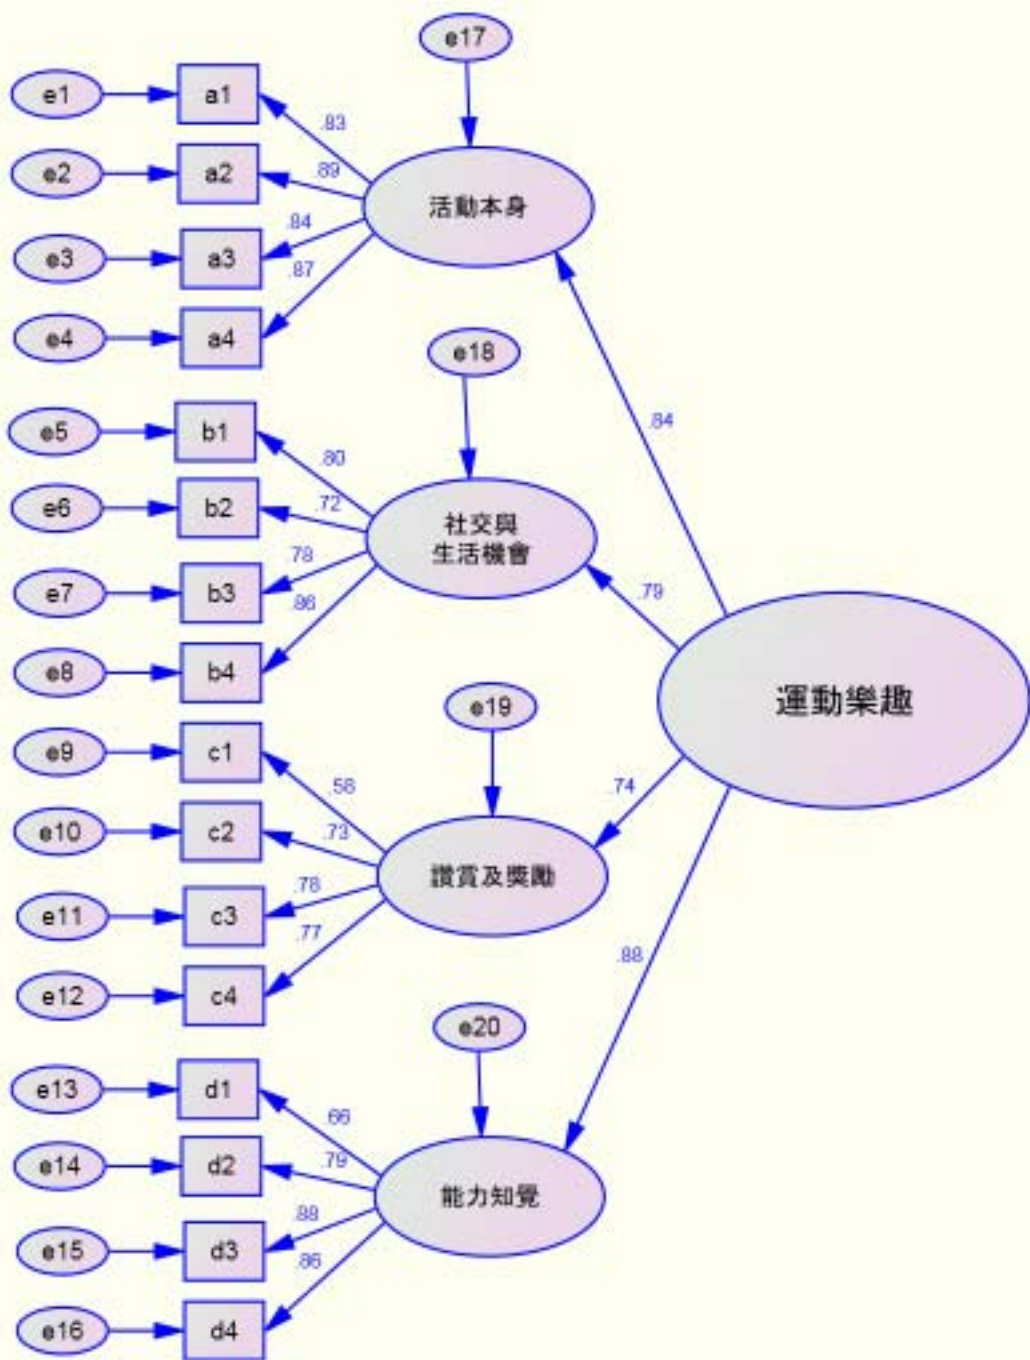 e17
e1
a1
.83
e2
a2
.89
活動本身
e3
a3
.84
e4
a4
.87
e18
e5
b1
.80
.84
e6
b2
.72
社交與
生活機會
e7
b3
.78
.79
e8
b4
.86
運動樂趣
e19
e9
c1
.58
.74
e10
c2
.73
讚賞及獎勵
e11
c3
.78
e12
c4
.77
.88
e20
e13
d1
.66
e14
d2
.79
能力知覺
e15
d3
.88
e16
d4
.86